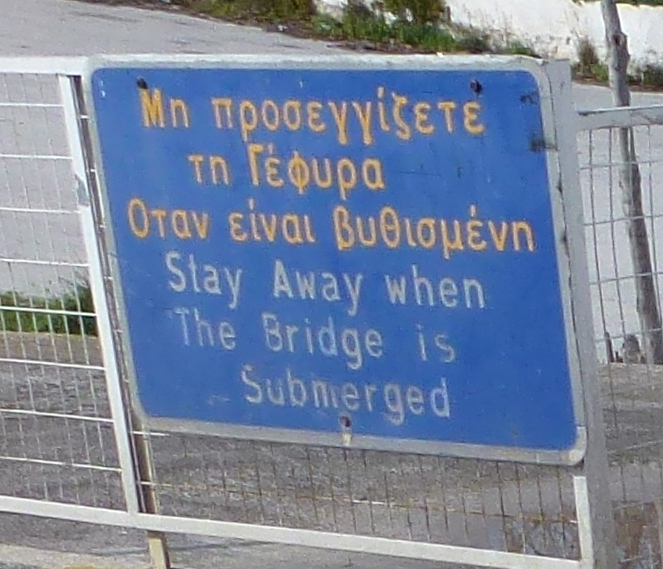 Μη προσεγγίζετε
τη Γέφυρα
Οταν είναι βυθισμένη
Stay Away when
The Bridge is
Submerged